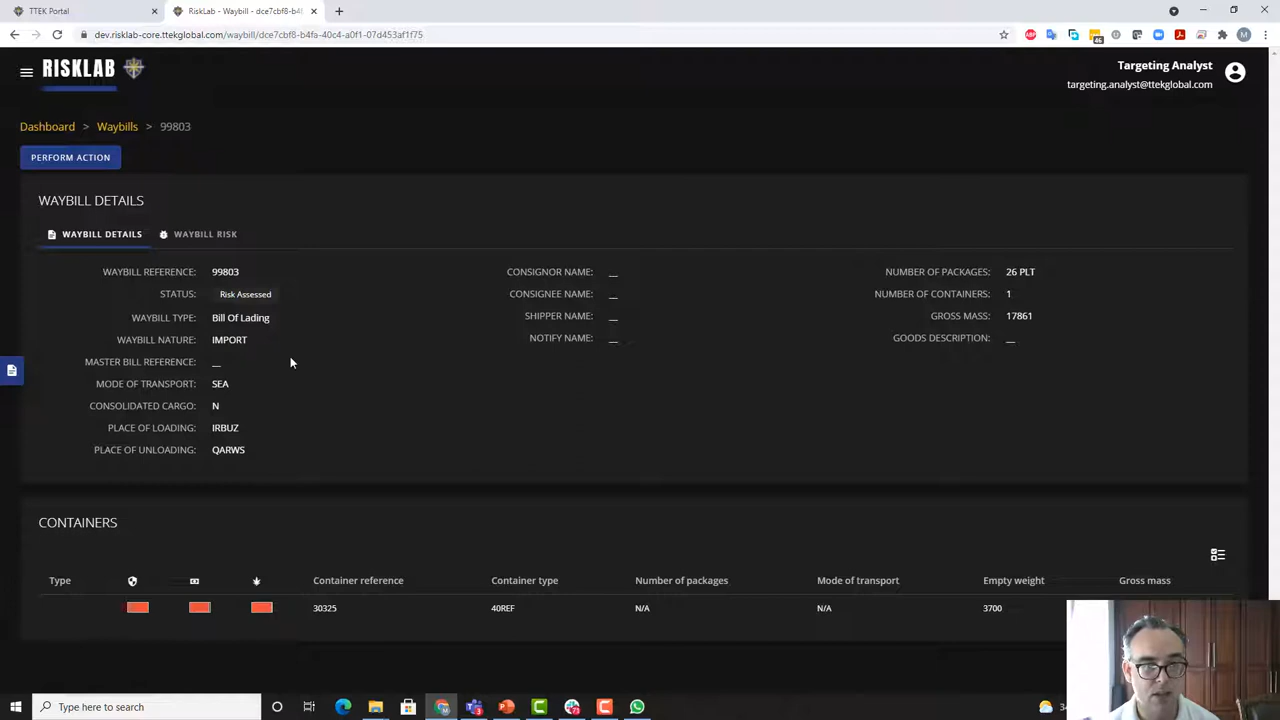 TTEK Portal
RiskLab - Waybill - dce7cbf8-b4f
dev.risklab-core.ttekglobal.com/waybill/dce7cbf8-b4fa-40c4-a0f1-07d453af1f75
RISKLAB
Targeting Analyst
targeting.analyst@ttekglobal.com
Dashboard > Waybills > 99803
PERFORM ACTION
WAYBILL DETAILS
WAYBILL DETAILS WAYBILL RISK
WAYBILL REFERENCE: 99803 CONSIGNOR NAME: __ NUMBER OF PACKAGES: 26 PLT
STATUS: Risk Assessed CONSIGNEE NAME: __ NUMBER OF CONTAINERS: 1
WAYBILL TYPE: Bill Of Lading SHIPPER NAME: __ GROSS MASS: 17861
WAYBILL NATURE: IMPORT NOTIFY NAME: __ GOODS DESCRIPTION: __
MASTER BILL REFERENCE: __
MODE OF TRANSPORT: SEA
CONSOLIDATED CARGO: N
PLACE OF LOADING: IRBUZ
PLACE OF UNLOADING: QARWS
CONTAINERS
Type Container reference Container type Number of packages Mode of transport Empty weight Gross mass
30325 40REF N/A N/A 3700
Type here to search